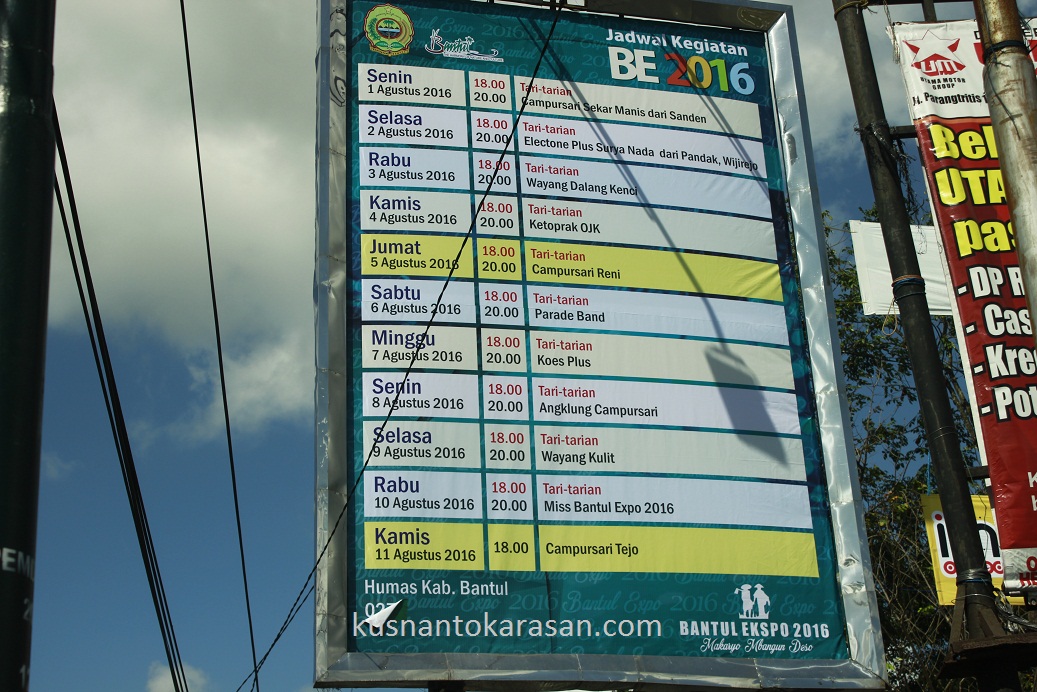 Bantul
Jadwal Kegiatan
BE 2016
Senin
1 Agustus 2016
18.00
20.00
Tari-tarian
Campursari Sekar Manis dari Sanden
Selasa
2 Agustus 2016
18.00
20.00
Tari-tarian
Electone Plus Surya Nada dari Pandak, Wijirejo
Rabu
3 Agustus 2016
18.00
20.00
Tari-tarian
Wayang Dalang Kenci
Kamis
4 Agustus 2016
18.00
20.00
Tari-tarian
Ketoprak OJK
Jumat
5 Agustus 2016
18.00
20.00
Tari-tarian
Campursari Reni
Sabtu
6 Agustus 2016
18.00
20.00
Tari-tarian
Parade Band
Minggu
7 Agustus 2016
18.00
20.00
Tari-tarian
Koes Plus
Senin
8 Agustus 2016
18.00
20.00
Tari-tarian
Angklung Campursari
Selasa
9 Agustus 2016
18.00
20.00
Tari-tarian
Wayang Kulit
Rabu
10 Agustus 2016
18.00
20.00
Tari-tarian
Miss Bantul Expo 2016
Kamis
11 Agustus 2016
18.00
Campursari Tejo
Humas Kab. Bantul
027
kusnantokarasan.com
BANTUL EKSPO 2016
Makaryo Mbangun Deso
UTAMA MOTOR
GROUP
Jl. Parangtritis
Bel
UTA
pas
- DP R
- Cas
- Kre
- Pot